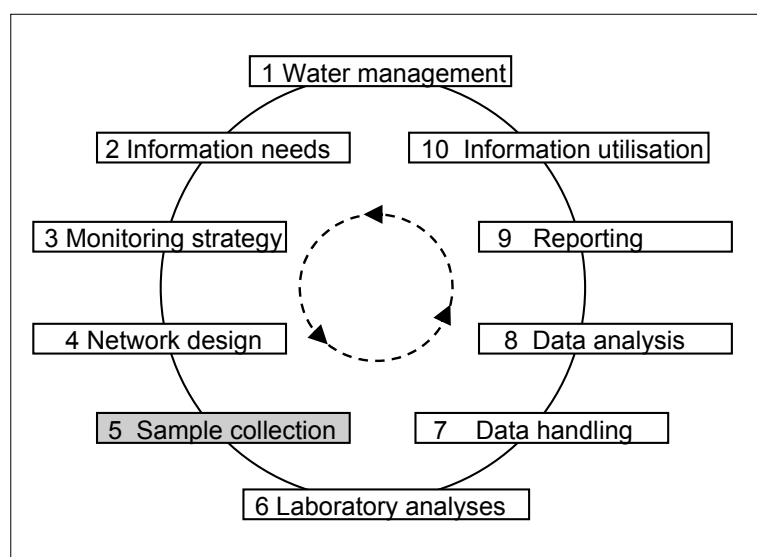 1 Water management
2 Information needs
10 Information utilisation
3 Monitoring strategy
9 Reporting
4 Network design
8 Data analysis
5 Sample collection
7 Data handling
6 Laboratory analyses